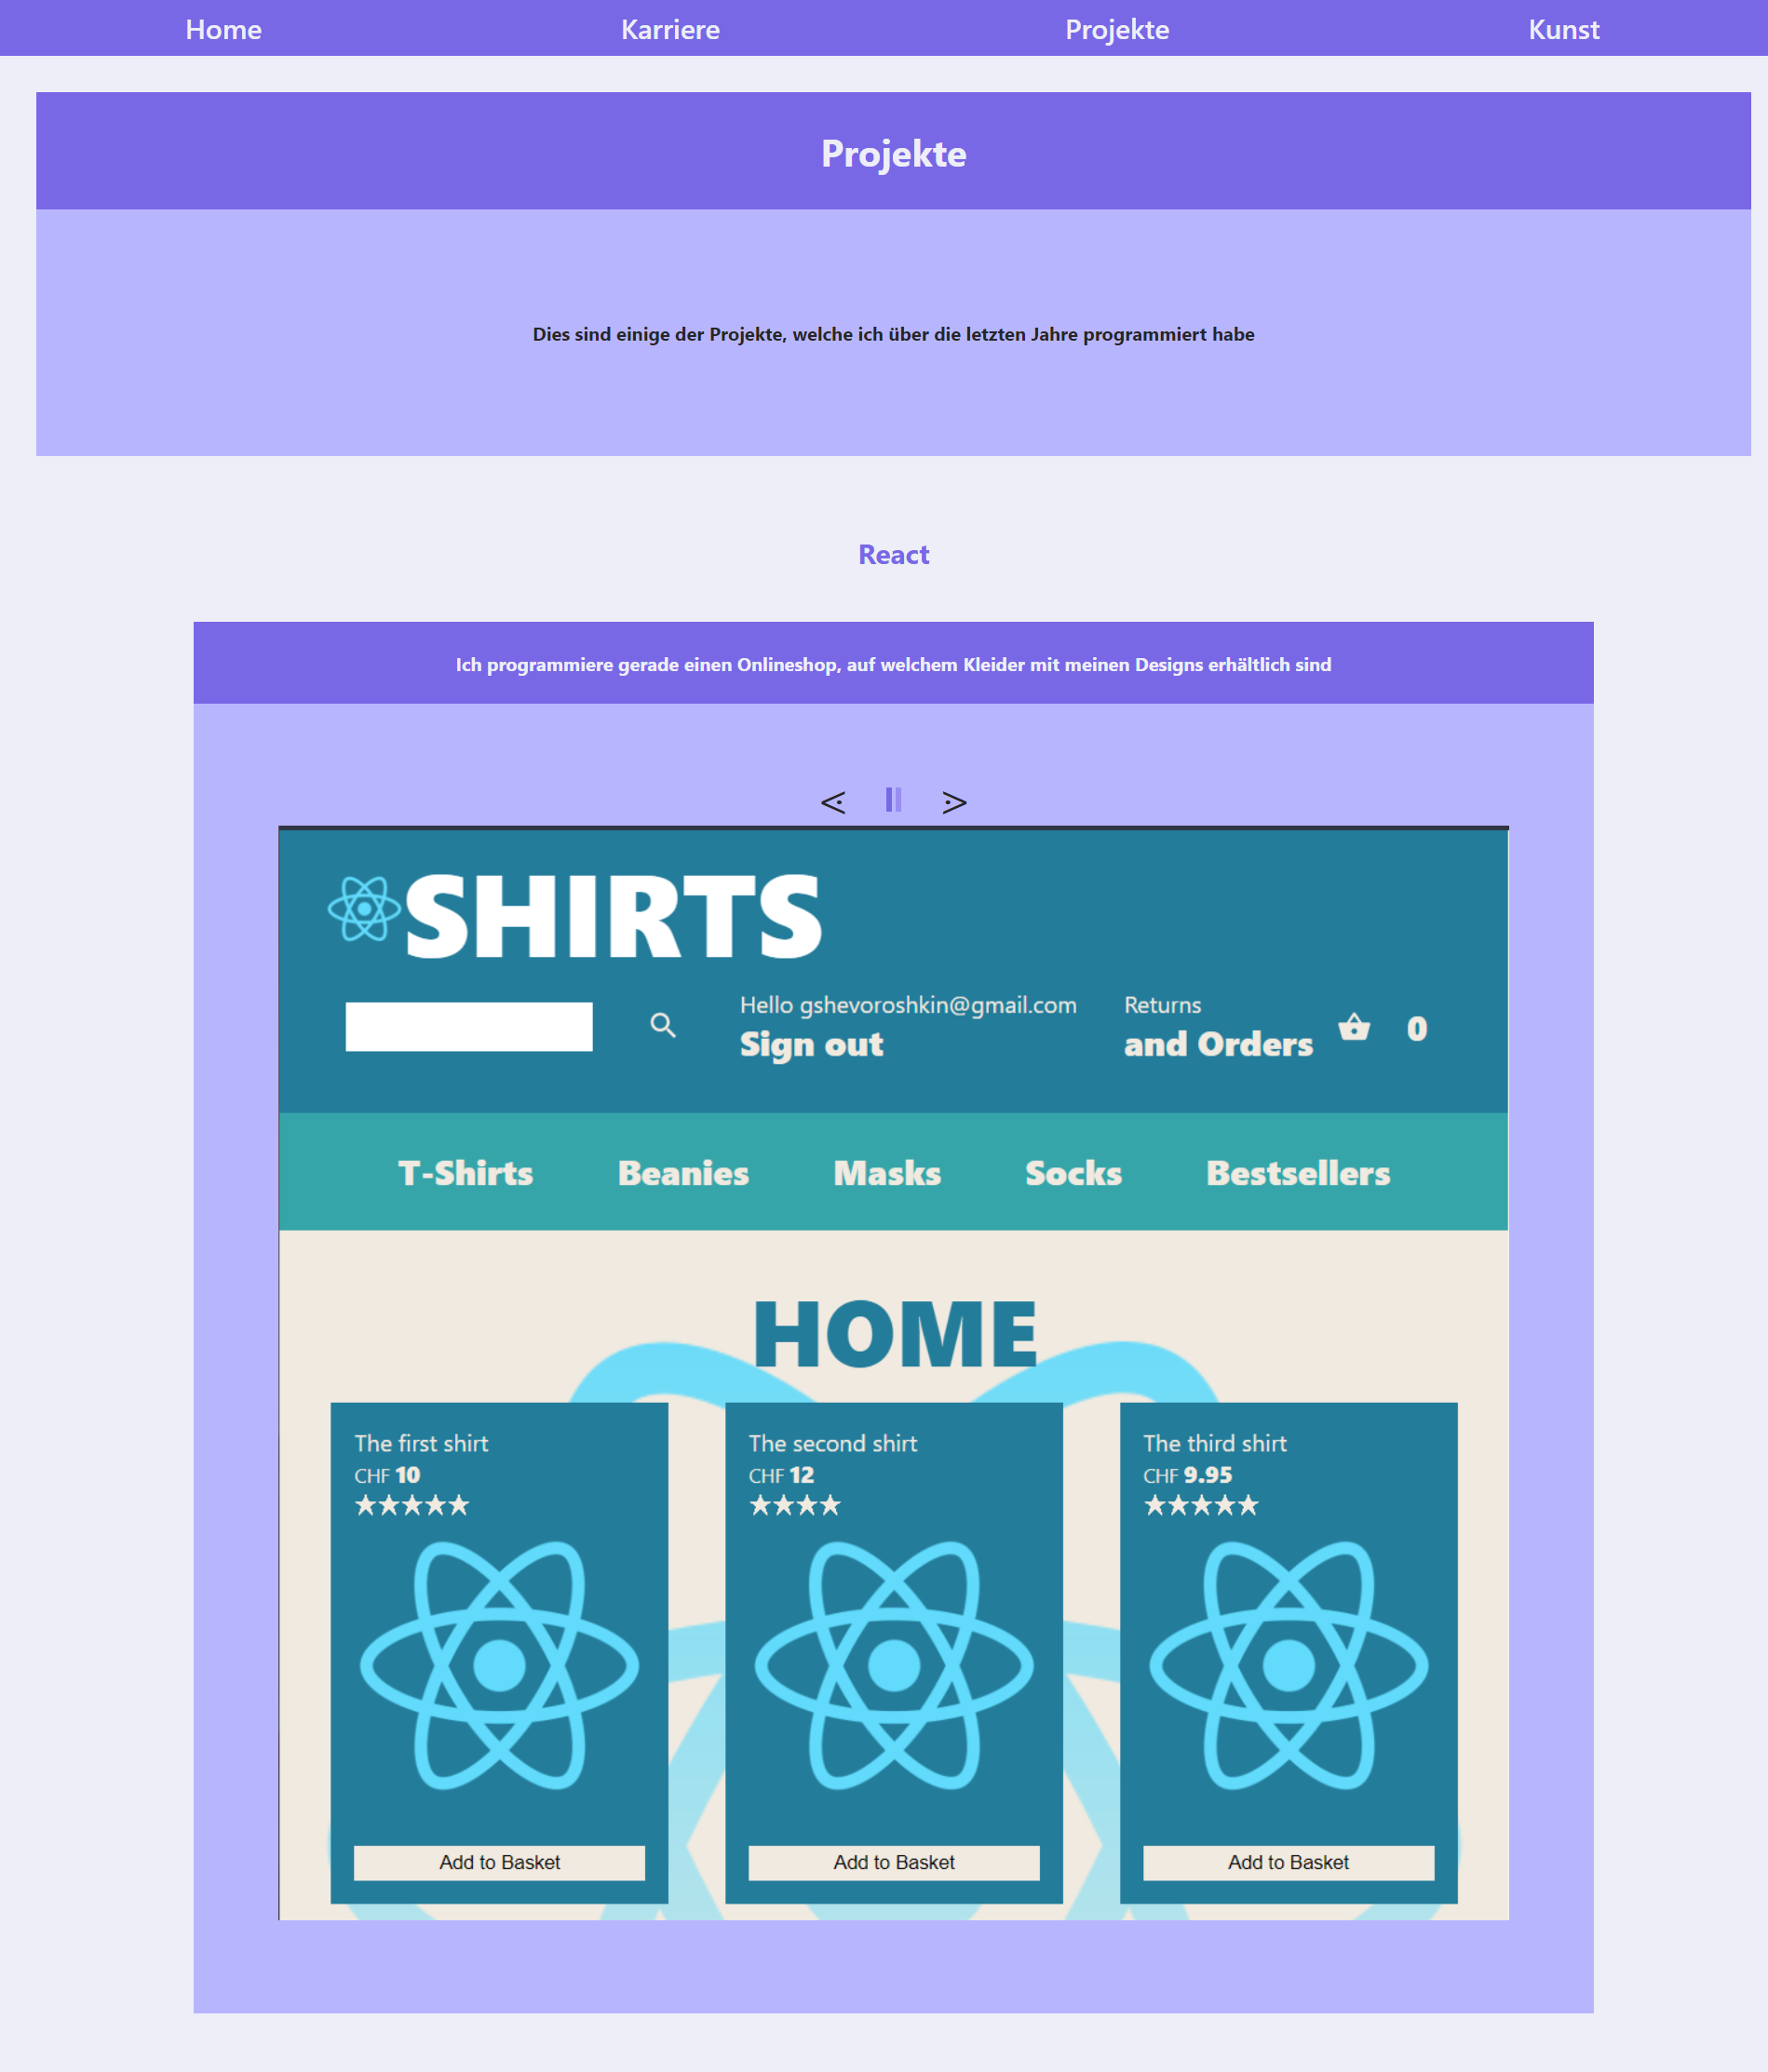 Home Karriere Projekte Kunst
Projekte
Dies sind einige der Projekte, welche ich über die letzten Jahre programmiert habe
React
Ich programmiere gerade einen Onlineshop, auf welchem Kleider mit meinen Designs erhältlich sind
SHIRTS
Hello gshevoroshkin@gmail.com
Sign out
Returns
and Orders
0
T-Shirts Beanies Masks Socks Bestsellers
HOME
The first shirt
CHF 10
★★★★★
Add to Basket
The second shirt
CHF 12
★★★★
Add to Basket
The third shirt
CHF 9.95
★★★★★
Add to Basket